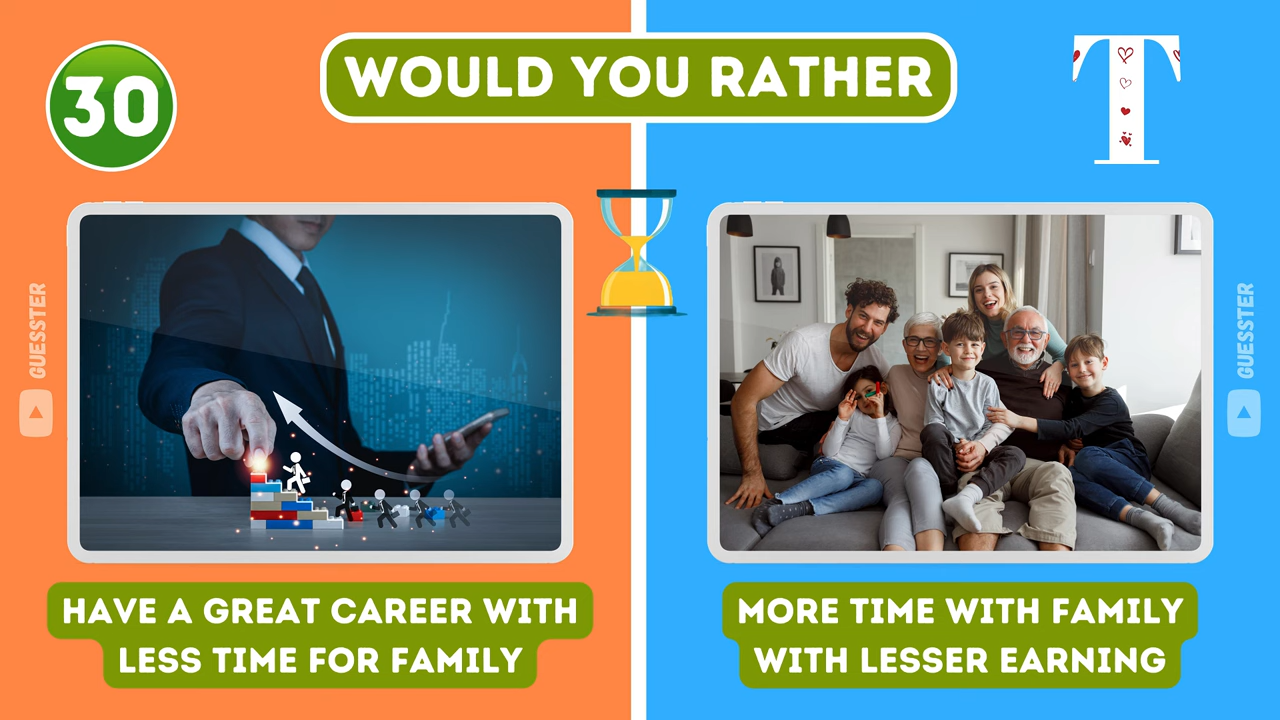 30
WOULD YOU RATHER
T
GUESSTER
HAVE A GREAT CAREER WITH
LESS TIME FOR FAMILY
MORE TIME WITH FAMILY
WITH LESSER EARNING
GUESSTER